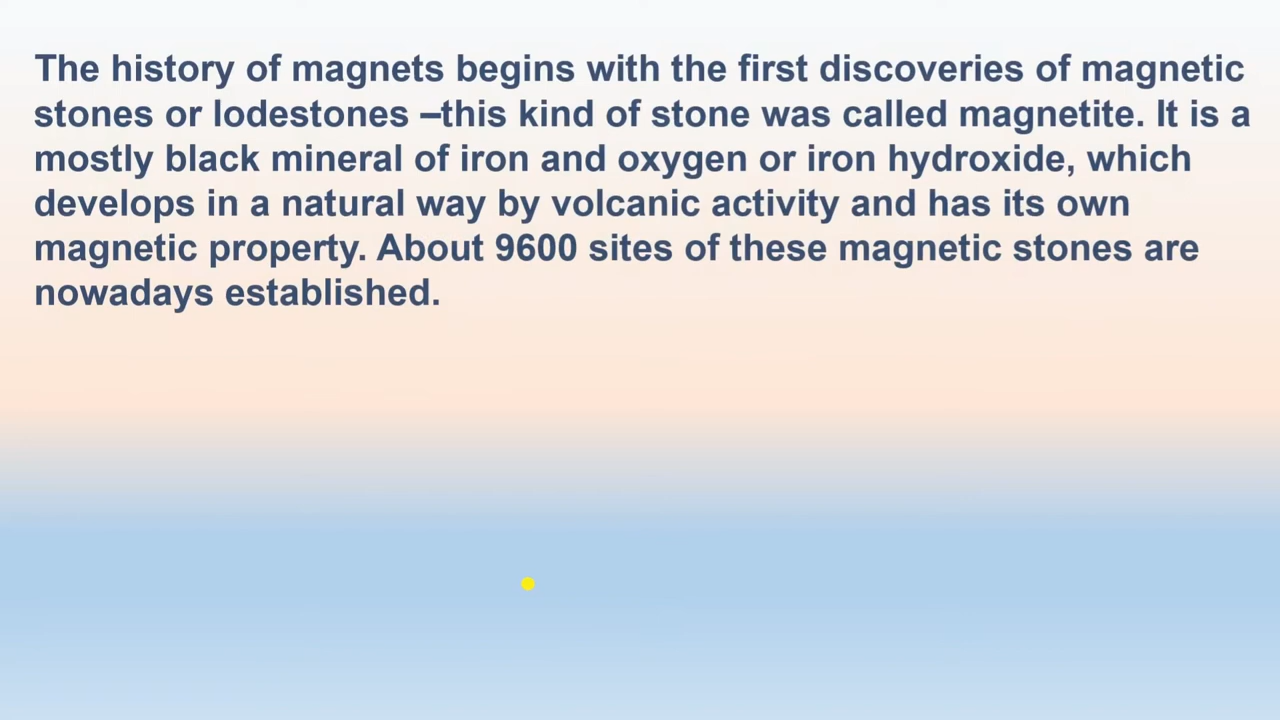 The history of magnets begins with the first discoveries of magnetic
stones or lodestones –this kind of stone was called magnetite. It is a
mostly black mineral of iron and oxygen or iron hydroxide, which
develops in a natural way by volcanic activity and has its own
magnetic property. About 9600 sites of these magnetic stones are
nowadays established.